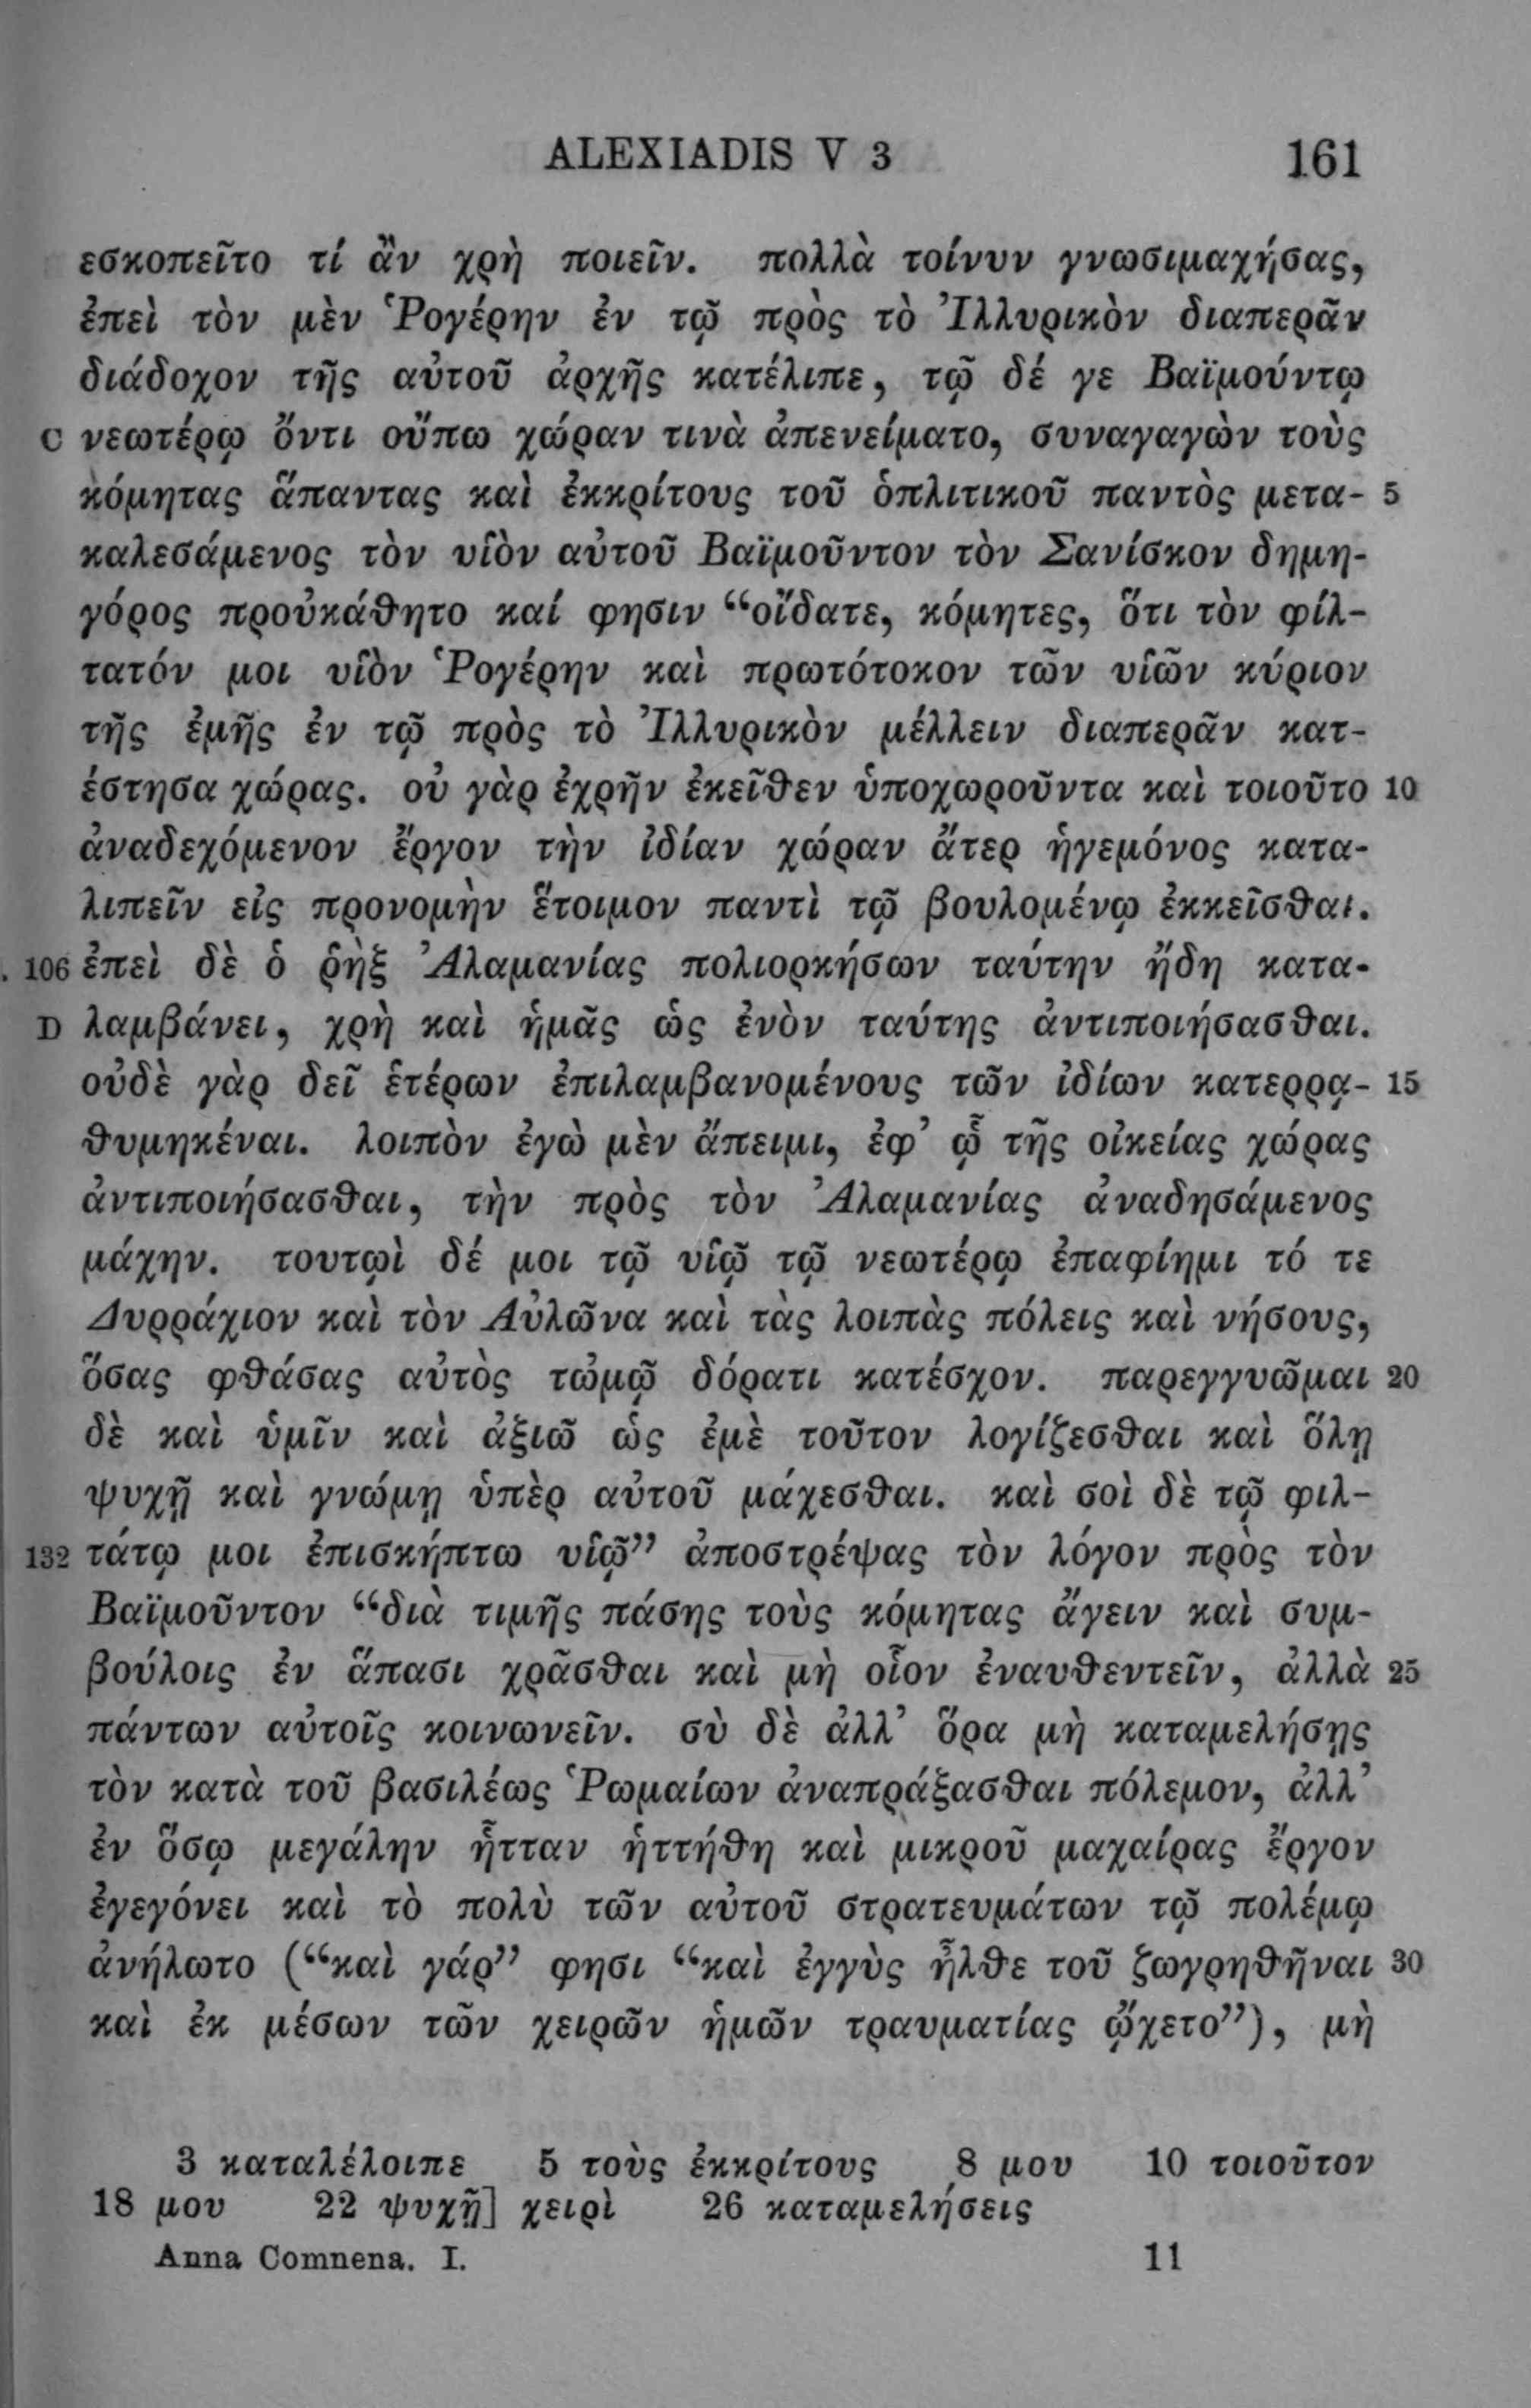 ALEXIADIS V 3 161
εσκοπεῖτο τί ἂν χρὴ ποιεῖν. πολλὰ τοίνυν γνωσιμαχήσας,
ἐπεὶ τὸν μὲν Ῥογέρην ἐν τῷ πρὸς τὸ Ἰλλυρικὸν διαπερᾶν
διάδοχον τῆς αὐτοῦ ἀρχῆς κατέλιπε, τῷ δέ γε Βαϊμούντῳ
C νεωτέρῳ ὄντι οὔπω χώραν τινὰ ἀπενείματο, συναγαγὼν τοὺς
κόμητας ἅπαντας καὶ ἐκκρίτους τοῦ ὁπλιτικοῦ παντὸς μετα- 5
καλεσάμενος τὸν υἱὸν αὐτοῦ Βαϊμοῦντον τὸν Σανίσκον δημη-
γόρος προὐκάθητο καί φησιν “οἴδατε, κόμητες, ὅτι τὸν φίλ-
τατόν μοι υἱὸν Ῥογέρην καὶ πρωτότοκον τῶν υἱῶν κύριον
τῆς ἐμῆς ἐν τῷ πρὸς τὸ Ἰλλυρικὸν μέλλειν διαπερᾶν κατ-
έστησα χώρας. οὐ γὰρ ἐχρῆν ἐκεῖθεν ὑποχωροῦντα καὶ τοιοῦτο 10
ἀναδεχόμενον ἔργον τὴν ἰδίαν χώραν ἄτερ ἡγεμόνος κατα-
λιπεῖν εἰς προνομὴν ἕτοιμον παντὶ τῷ βουλομένῳ ἐκκεῖσθαι.
. 106 ἐπεὶ δὲ ὁ ῥὴξ Ἀλαμανίας πολιορκήσων ταύτην ἤδη κατα-
D λαμβάνει, χρὴ καὶ ἡμᾶς ὡς ἐνὸν ταύτης ἀντιποιήσασθαι.
οὐδὲ γὰρ δεῖ ἑτέρων ἐπιλαμβανομένους τῶν ἰδίων κατερρᾳ- 15
θυμηκέναι. λοιπὸν ἐγὼ μὲν ἄπειμι, ἐφ’ ᾧ τῆς οἰκείας χώρας
ἀντιποιήσασθαι, τὴν πρὸς τὸν Ἀλαμανίας ἀναδησάμενος
μάχην. τουτῳὶ δέ μοι τῷ υἱῷ τῷ νεωτέρῳ ἐπαφίημι τό τε
Δυρράχιον καὶ τὸν Αὐλῶνα καὶ τὰς λοιπὰς πόλεις καὶ νήσους,
ὅσας φθάσας αὐτὸς τὠμῷ δόρατι κατέσχον. παρεγγυῶμαι 20
δὲ καὶ ὑμῖν καὶ ἀξιῶ ὡς ἐμὲ τοῦτον λογίζεσθαι καὶ ὅλῃ
ψυχῇ καὶ γνώμῃ ὑπὲρ αὐτοῦ μάχεσθαι. καὶ σοὶ δὲ τῷ φιλ-
132 τάτῳ μοι ἐπισκήπτω υἱῷ” ἀποστρέψας τὸν λόγον πρὸς τὸν
Βαϊμοῦντον “διὰ τιμῆς πάσης τοὺς κόμητας ἄγειν καὶ συμ-
βούλοις ἐν ἅπασι χρᾶσθαι καὶ μὴ οἷον ἐναυθεντεῖν, ἀλλὰ 25
πάντων αὐτοῖς κοινωνεῖν. σὺ δὲ ἀλλ’ ὅρα μὴ καταμελήσῃς
τὸν κατὰ τοῦ βασιλέως Ῥωμαίων ἀναπράξασθαι πόλεμον, ἀλλ’
ἐν ὅσῳ μεγάλην ἧτταν ἡττήθη καὶ μικροῦ μαχαίρας ἔργον
ἐγεγόνει καὶ τὸ πολὺ τῶν αὐτοῦ στρατευμάτων τῷ πολέμῳ
ἀνήλωτο (“καὶ γάρ” φησι “καὶ ἐγγὺς ἦλθε τοῦ ζωγρηθῆναι 30
καὶ ἐκ μέσων τῶν χειρῶν ἡμῶν τραυματίας ᾤχετο”), μὴ
3 καταλέλοιπε 5 τοὺς ἐκκρίτους 8 μου 10 τοιοῦτον
18 μου 22 ψυχῇ] χειρὶ 26 καταμελήσεις
Anna Comnena. I. 11